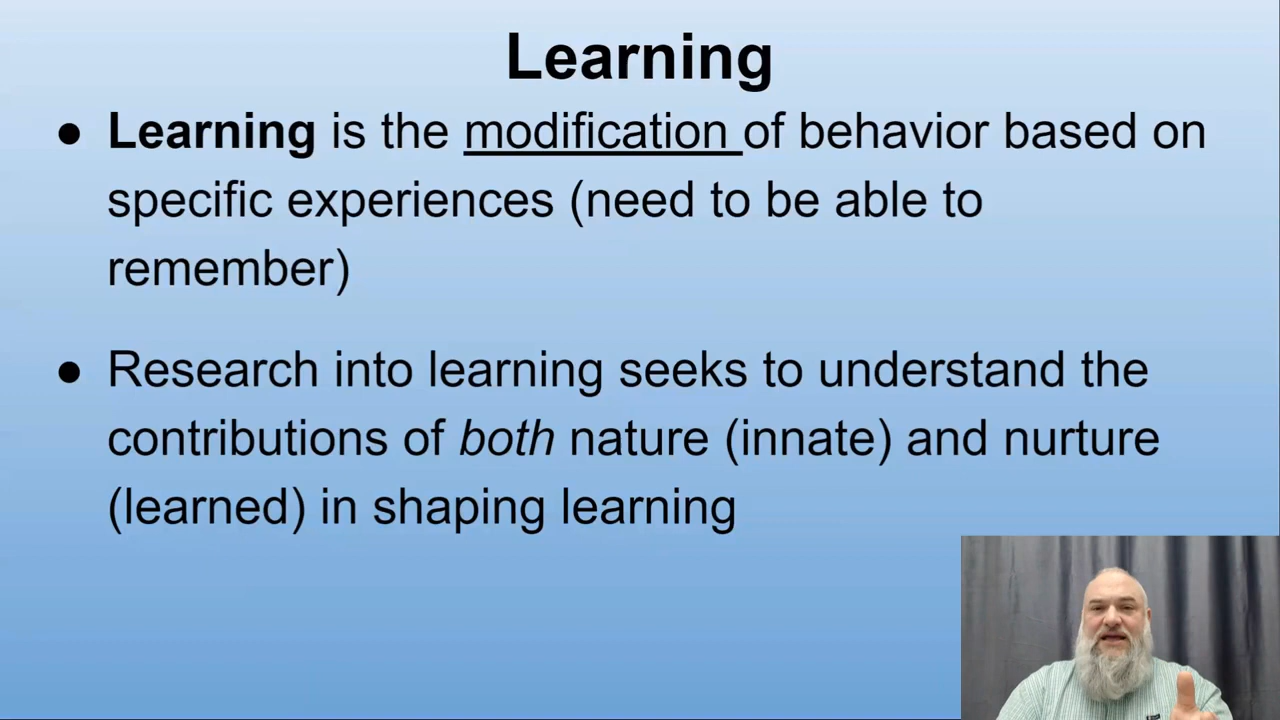 Learning
● Learning is the modification of behavior based on
specific experiences (need to be able to
remember)
● Research into learning seeks to understand the
contributions of both nature (innate) and nurture
(learned) in shaping learning